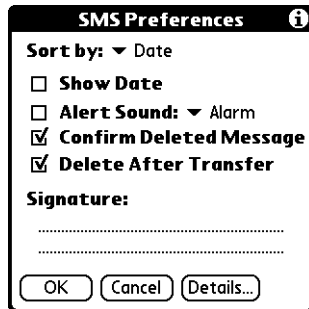 SMS Preferences
Sort by: Date
Show Date
Alert Sound: Alarm
Confirm Deleted Message
Delete After Transfer
Signature:
OK Cancel Details...